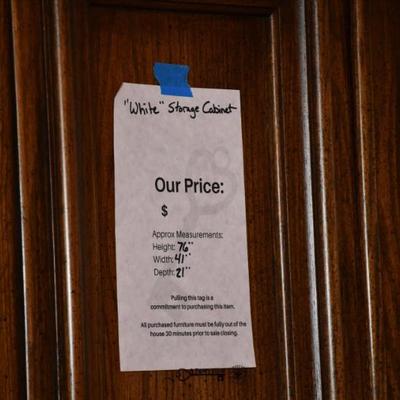 "White" Storage Cabinet
Our Price:
$
Approx Measurements:
Height: 76"
Width: 41"
Depth: 21"
Pulling this tag is a
commitment to purchasing this item.
All purchased furniture must be fully out of the
house 30 minutes prior to sale closing.